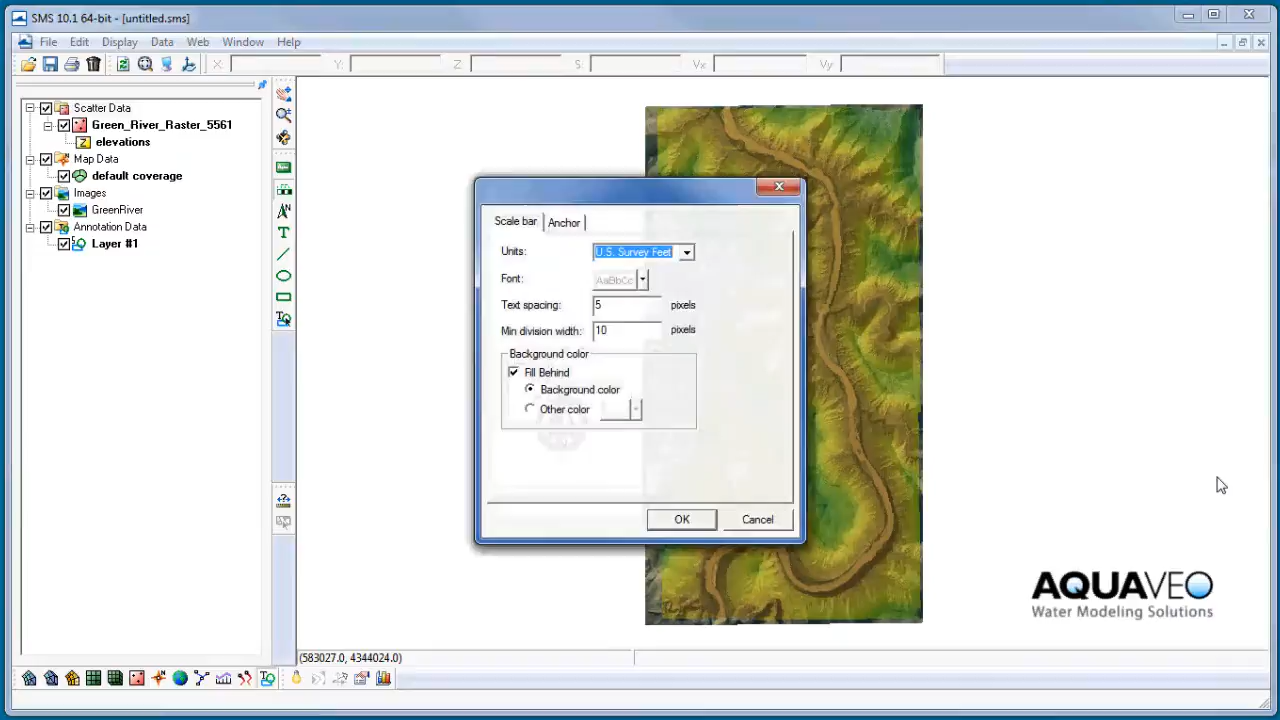 SMS 10.1 64-bit - [untitled.sms]
File Edit Display Data Web Window Help
X: Y: Z S: Vx Vy
Scatter Data
Green_River_Raster_5561
elevations
Map Data
default coverage
Images
GreenRiver
Annotation Data
Layer #1
Scale bar Anchor
Units: U.S. Survey Feet
Font: AaBbCc
Text spacing: 5 pixels
Min division width: 10 pixels
Background color
Fill Behind
Background color
Other color
OK Cancel
AQUAVEO
Water Modeling Solutions
(583027.0, 4344024.0)